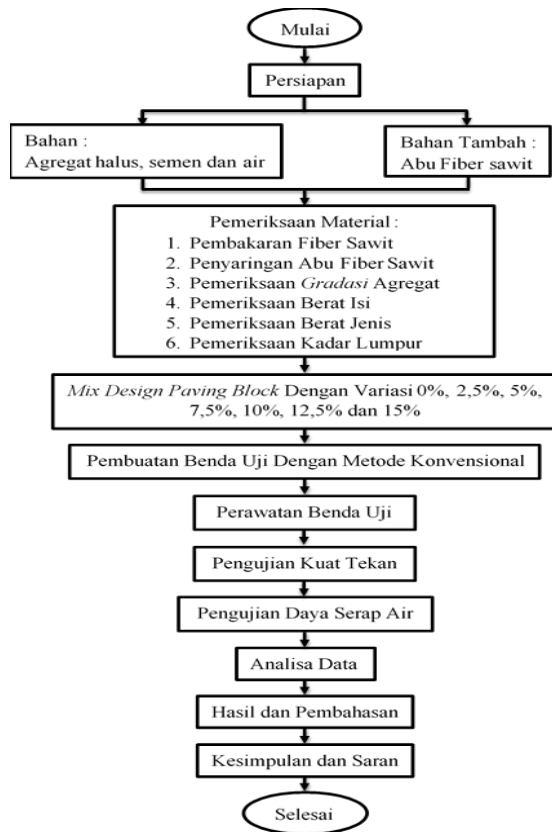 Mulai
Persiapan
Bahan :
Agregat halus, semen dan air
Bahan Tambah :
Abu Fiber sawit
Pemeriksaan Material :
1. Pembakaran Fiber Sawit
2. Penyaringan Abu Fiber Sawit
3. Pemeriksaan Gradasi Agregat
4. Pemeriksaan Berat Isi
5. Pemeriksaan Berat Jenis
6. Pemeriksaan Kadar Lumpur
Mix Design Paving Block Dengan Variasi 0%, 2,5%, 5%,
7,5%, 10%, 12,5% dan 15%
Pembuatan Benda Uji Dengan Metode Konvensional
Perawatan Benda Uji
Pengujian Kuat Tekan
Pengujian Daya Serap Air
Analisa Data
Hasil dan Pembahasan
Kesimpulan dan Saran
Selesai